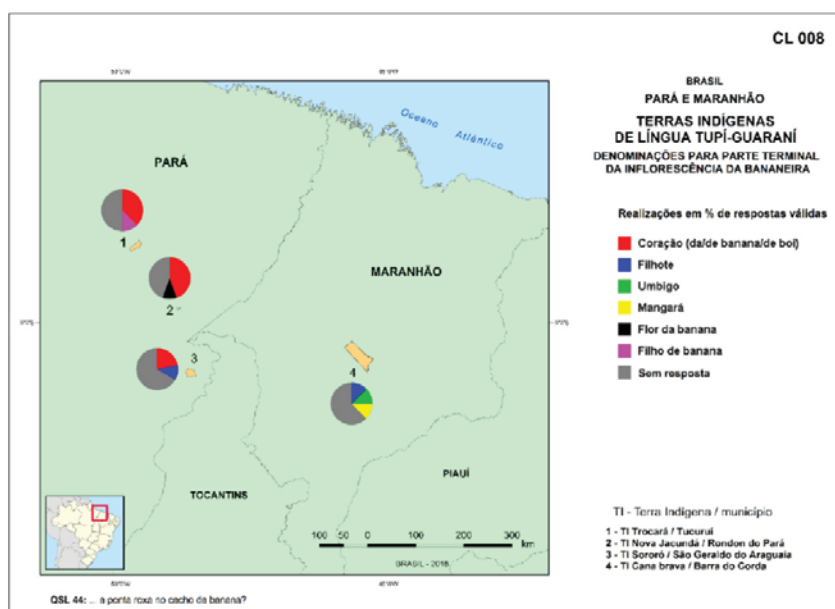 CL 008
BRASIL
PARÁ E MARANHÃO
TERRAS INDÍGENAS
DE LÍNGUA TUPÍ-GUARANÍ
DENOMINAÇÕES PARA PARTE TERMINAL
DA INFLORESCÊNCIA DA BANANEIRA
Realizações em % de respostas válidas
Coração (da/de banana/de boi)
Filhote
Umbigo
Mangará
Flor da banana
Filho de banana
Sem resposta
Oceano Atlântico
PARÁ
MARANHÃO
TOCANTINS
PIAUÍ
1
2
3
4
100 50 0 100 200 300
km
BRASIL - 2018
TI - Terra Indígena / município
1 - TI Trocará / Tucuruí
2 - TI Nova Jacundá / Rondon do Pará
3 - TI Sororó / São Geraldo do Araguaia
4 - TI Cana brava / Barra do Corda
QSL 44: ... a ponta roxa no cacho da banana?